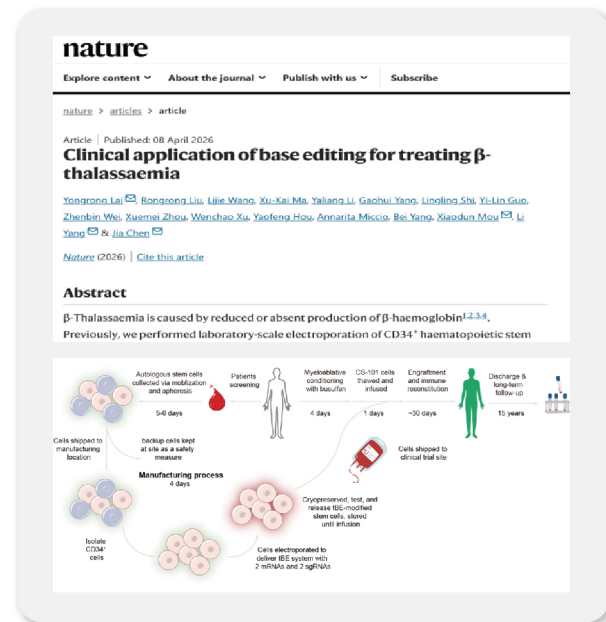 nature
Explore content About the journal Publish with us Subscribe
nature > articles > article
Article | Published: 08 April 2026
Clinical application of base editing for treating β-
thalassaemia
Yongrong Lai, Rongrong Liu, Lijie Wang, Xu-Kai Ma, Yaliang Li, Gaohui Yang, Lingling Shi, Yi-Lin Guo,
Zhenbin Wei, Xuemei Zhou, Wenchao Xu, Yaofeng Hou, Annarita Miccio, Bei Yang, Xiaodun Mou, Li
Yang & Jia Chen
Nature (2026) | Cite this article
Abstract
β-Thalassaemia is caused by reduced or absent production of β-haemoglobin1,2,3,4.
Previously, we performed laboratory-scale electroporation of CD34+ haematopoietic stem
Autologous stem cells
collected via moblization
and apheresis
5-6 days
Patients
screening
Myeloablative
conditioning
with busulfan
4 days
CS-101 cells
thawed and
infused
1 days
Engraftment
and immune
reconstitution
~30 days
Discharge &
long-term
follow-up
15 years
Cells shipped to
manufacturing
location
backup cells kept
at site as a safety
measure
Manufacturing process
4 days
Isolate
CD34+
cells
Cells electroporated to
deliver tBE system with
2 mRNAs and 2 sgRNAs
Cryopreserved, test, and
release tBE-modified
stem cells, stored
until infusion
Cells shipped to
clinical trial site